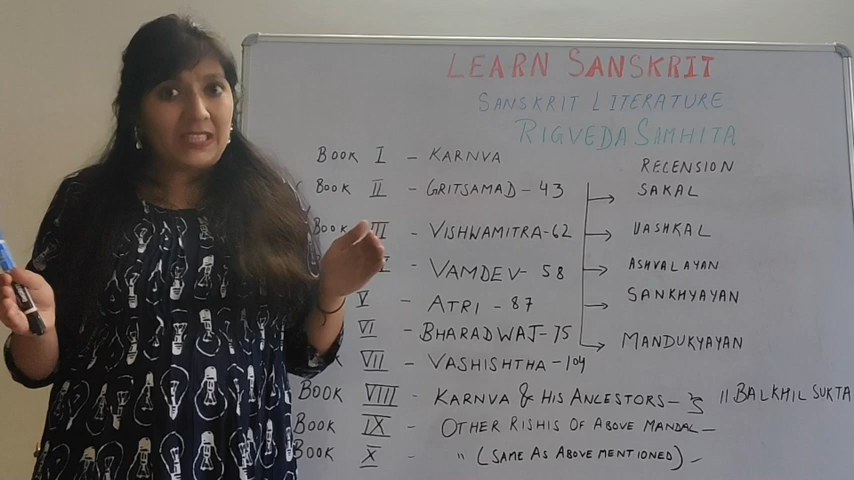 LEARN SANSKRIT
SANSKRIT LITERATURE
RIGVEDA SAMHITA
BOOK I - KARNVA
BOOK II - GRITSAMAD - 43
BOOK III - VISHWAMITRA - 62
- VAMDEV - 58
V - ATRI - 87
VI - BHARADWAJ - 75
VII - VASHISHTHA - 104
BOOK VIII - KARNVA & HIS ANCESTORS - 11 BALKHIL SUKTA
BOOK IX - OTHER RISHIS OF ABOVE MANDAL -
BOOK X - " (SAME AS ABOVE MENTIONED) -
RECENSION
SAKAL
VASHKAL
ASHVALAYAN
SANKHYAYAN
MANDUKYAYAN